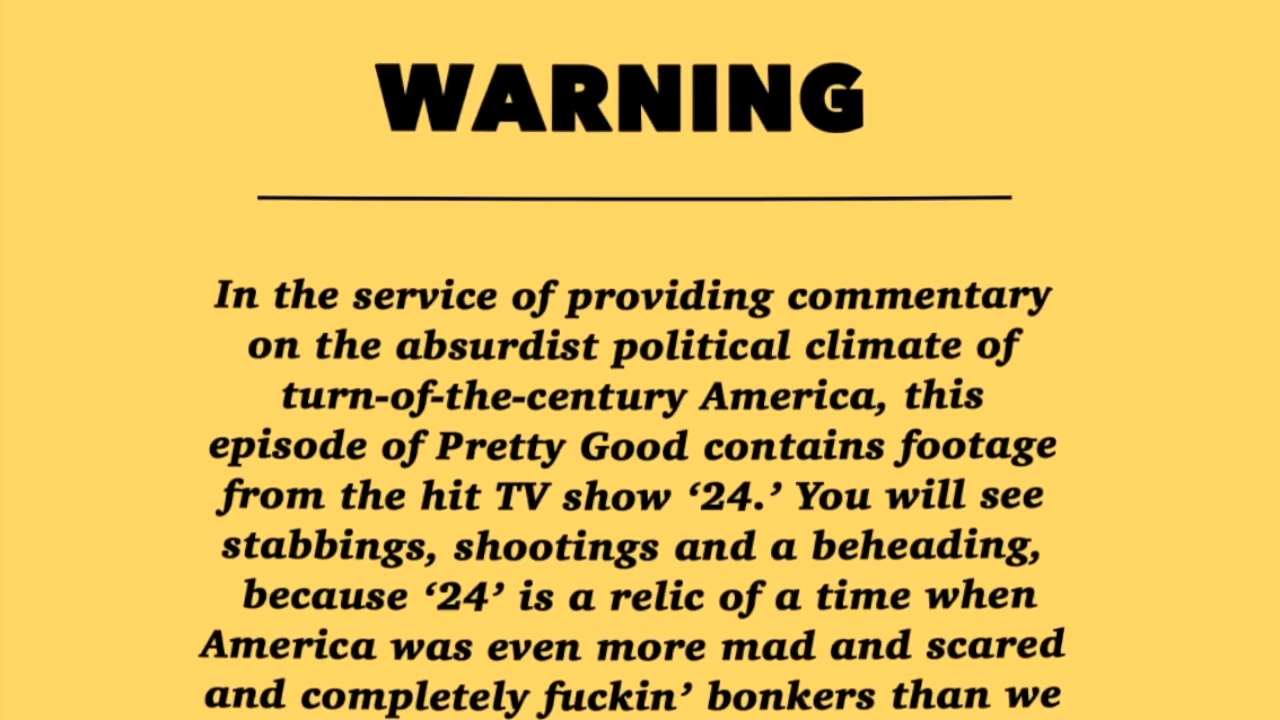 WARNING
In the service of providing commentary
on the absurdist political climate of
turn-of-the-century America, this
episode of Pretty Good contains footage
from the hit TV show ‘24.’ You will see
stabbings, shootings and a beheading,
because ‘24’ is a relic of a time when
America was even more mad and scared
and completely fuckin’ bonkers than we